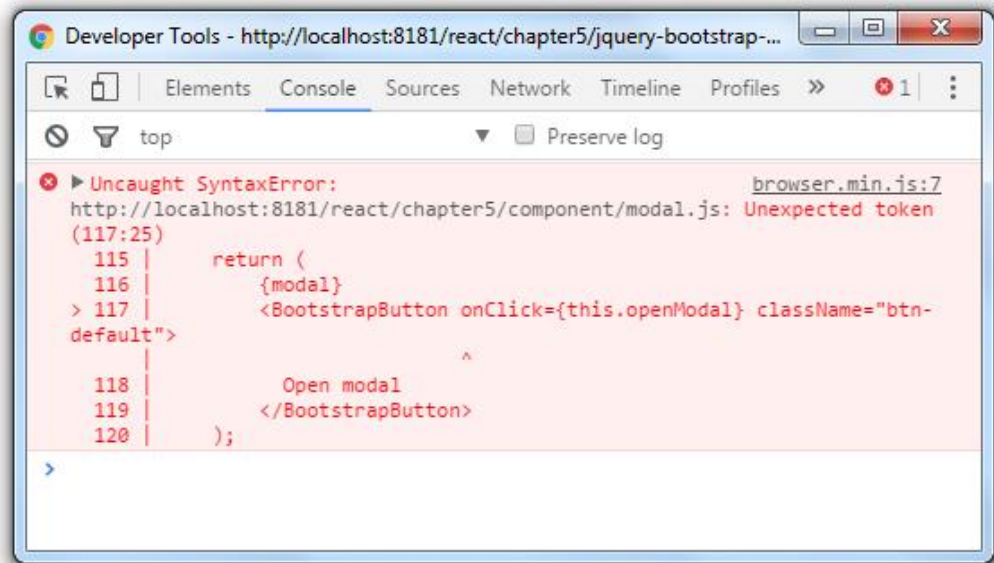 Developer Tools - http://localhost:8181/react/chapter5/jquery-bootstrap-...
Elements Console Sources Network Timeline Profiles » 1
top ▼ Preserve log
▶ Uncaught SyntaxError: browser.min.js:7
http://localhost:8181/react/chapter5/component/modal.js: Unexpected token
(117:25)
115 | return (
116 | {modal}
> 117 | <BootstrapButton onClick={this.openModal} className="btn-
default">
| ^
118 | Open modal
119 | </BootstrapButton>
120 | );
>